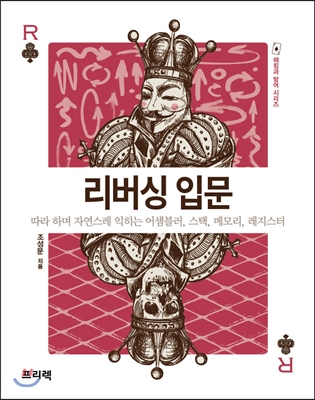 R
해킹과 방어 시리즈
리버싱 입문
따라 하며 자연스레 익히는 어셈블러, 스택, 메모리, 레지스터
조성문 지음
프리렉
R